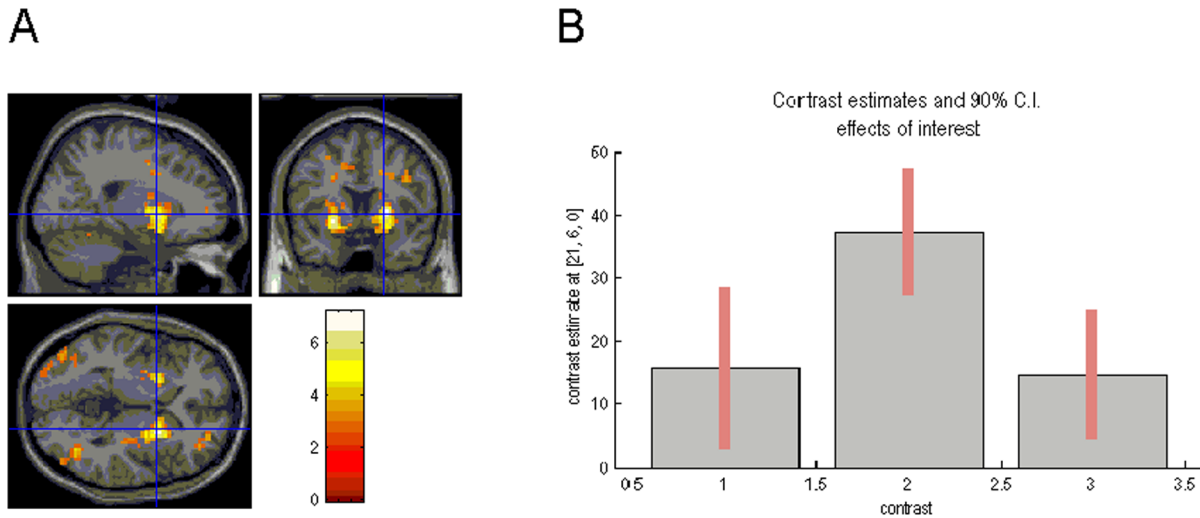 A
6
4
2
0
B
Contrast estimates and 90% C.I.
effects of interest
contrast estimate at [21, 6, 0]
60
40
30
20
10
0
0.5
1
1.5
2
2.5
3
3.5
contrast